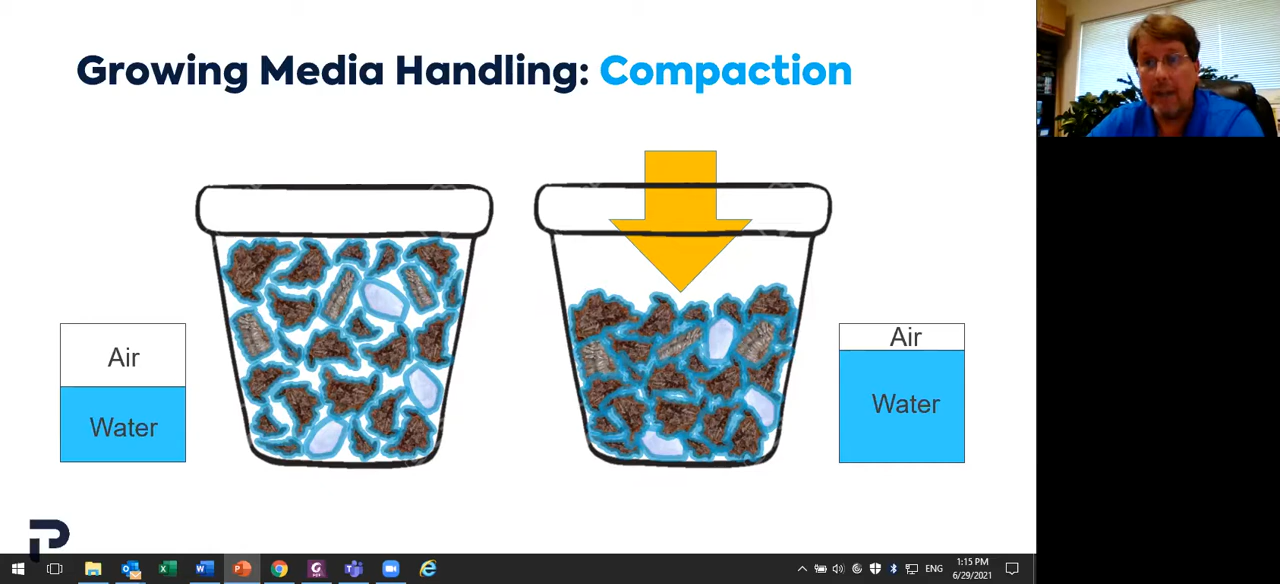 Growing Media Handling: Compaction
Air
Water
Air
Water
ENG
1:15 PM
6/29/2021